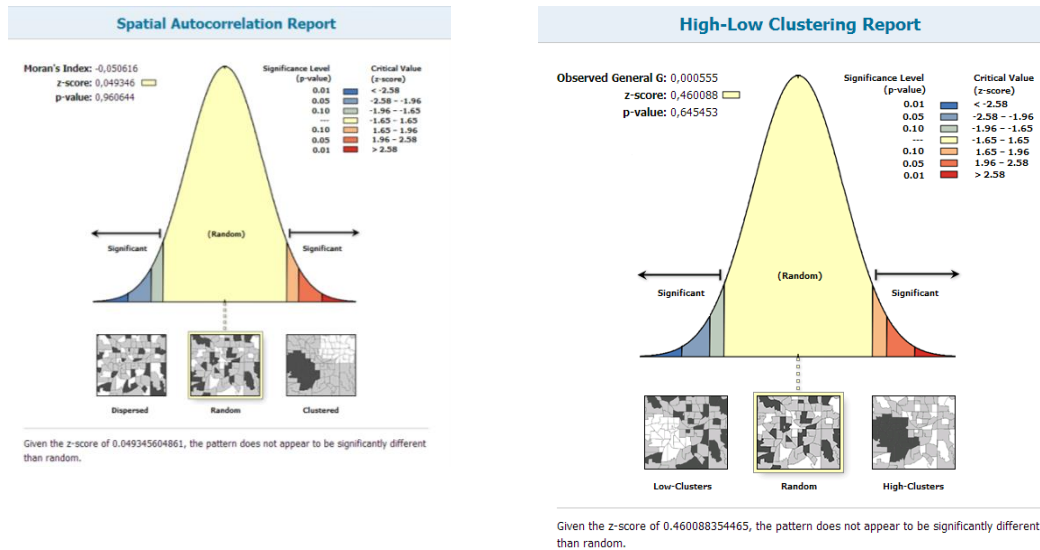 Spatial Autocorrelation Report
Moran's Index: -0,050616
z-score: 0,049346
p-value: 0,960644
Significance Level
(p-value)
Critical Value
(z-score)
0.01 < -2.58
0.05 -2.58 – -1.96
0.10 -1.96 – -1.65
--- -1.65 – 1.65
0.10 1.65 – 1.96
0.05 1.96 – 2.58
0.01 > 2.58
(Random)
Significant
Significant
Dispersed
Random
Clustered
Given the z-score of 0.049345604861, the pattern does not appear to be significantly different
than random.
High-Low Clustering Report
Observed General G: 0,000555
z-score: 0,460088
p-value: 0,645453
Significance Level
(p-value)
Critical Value
(z-score)
0.01 < -2.58
0.05 -2.58 – -1.96
0.10 -1.96 – -1.65
--- -1.65 – 1.65
0.10 1.65 – 1.96
0.05 1.96 – 2.58
0.01 > 2.58
(Random)
Significant
Significant
Low-Clusters
Random
High-Clusters
Given the z-score of 0.460088354465, the pattern does not appear to be significantly different
than random.